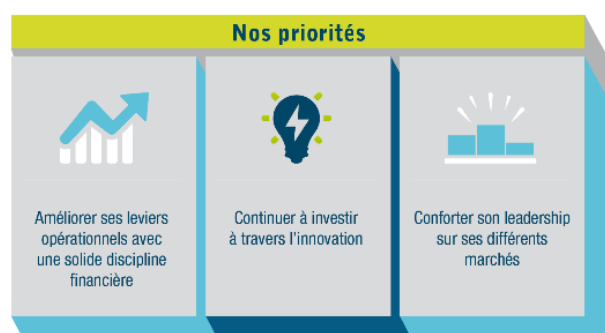 Nos priorités
Améliorer ses leviers
opérationnels avec
une solide discipline
financière
Continuer à investir
à travers l'innovation
Conforter son leadership
sur ses différents
marchés